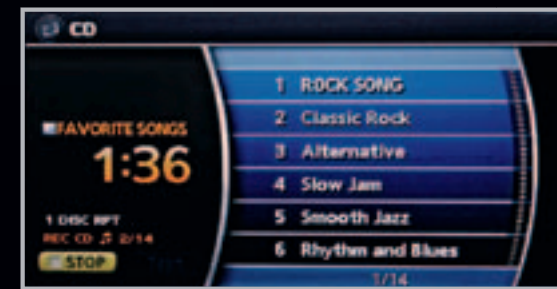 CD
FAVORITE SONGS
1:36
1 DISC RPT
REC CD ♫ 2/14
STOP
Text
1 ROCK SONG
2 Classic Rock
3 Alternative
4 Slow Jam
5 Smooth Jazz
6 Rhythm and Blues
1/14